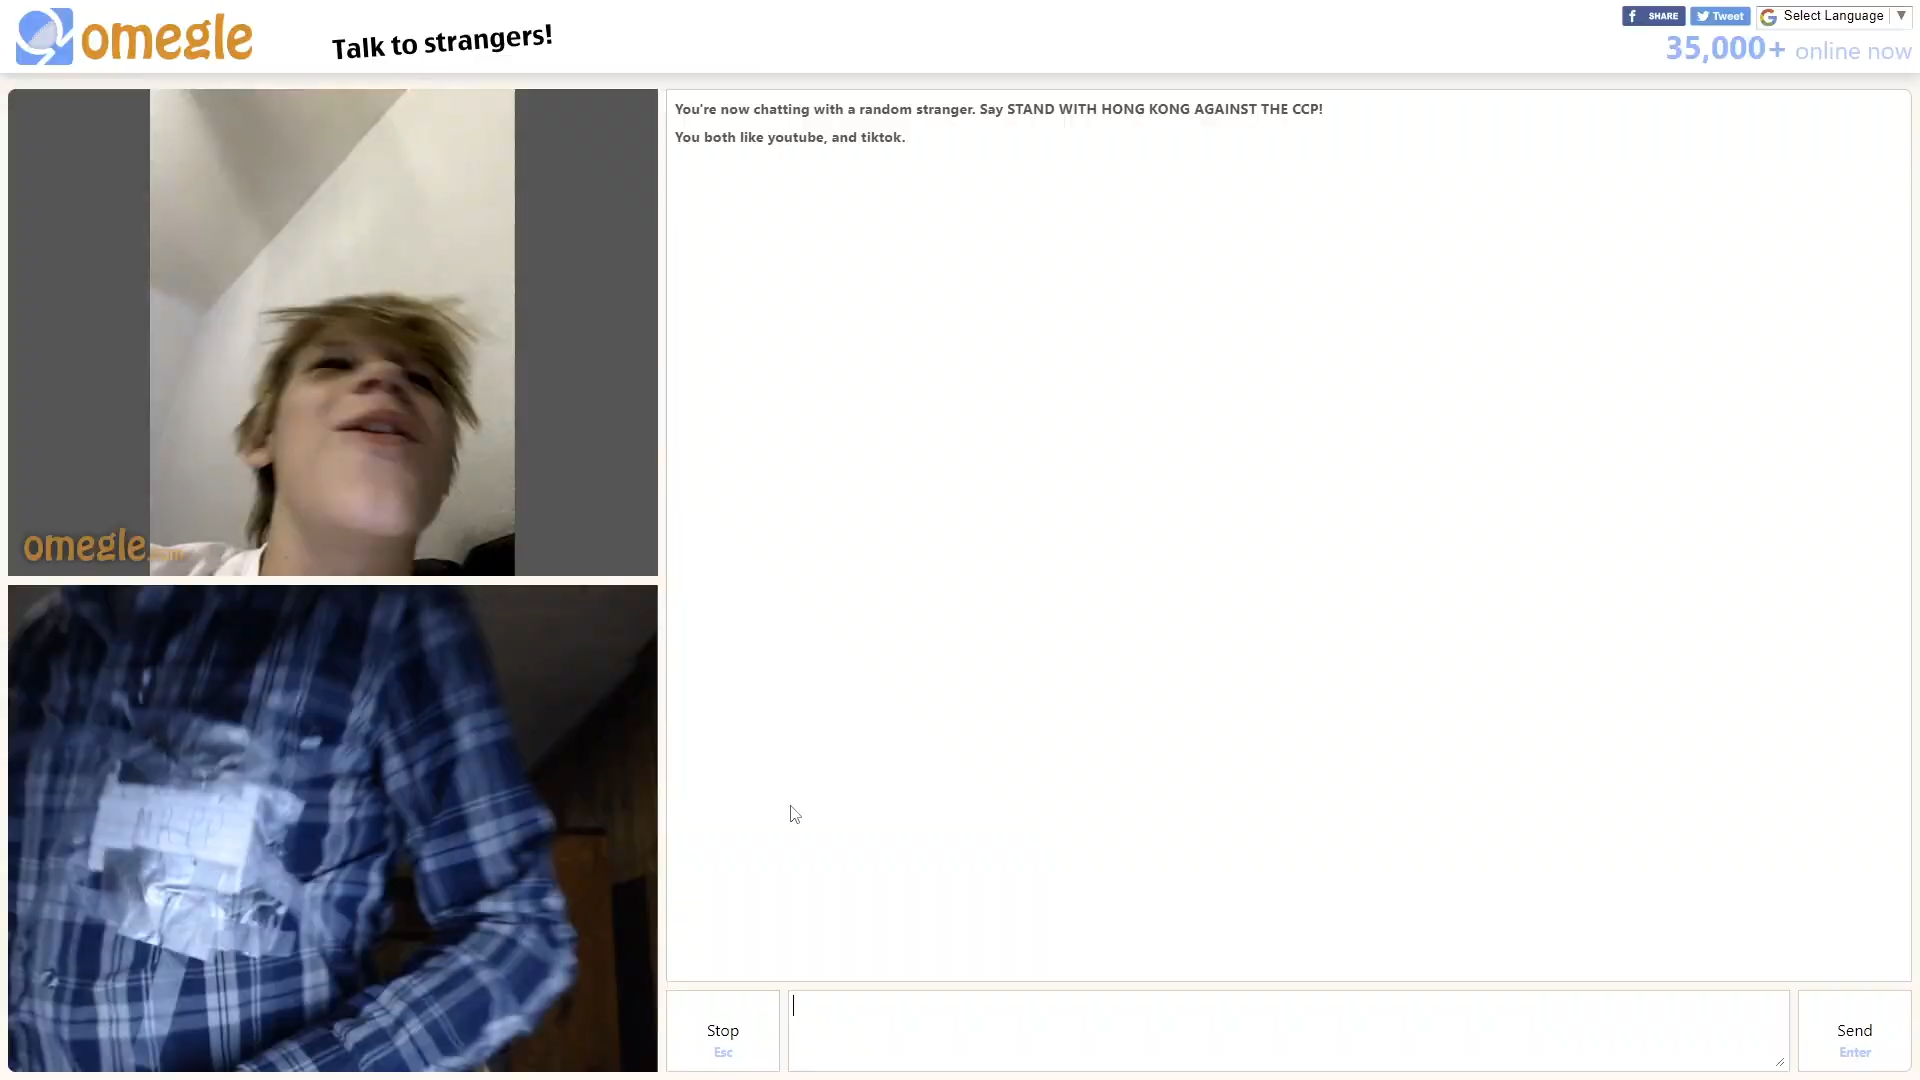 omegle
Talk to strangers!
SHARE
Tweet
Select Language
35,000+ online now
You're now chatting with a random stranger. Say STAND WITH HONG KONG AGAINST THE CCP!
You both like youtube, and tiktok.
omegle
Stop
Esc
Send
Enter